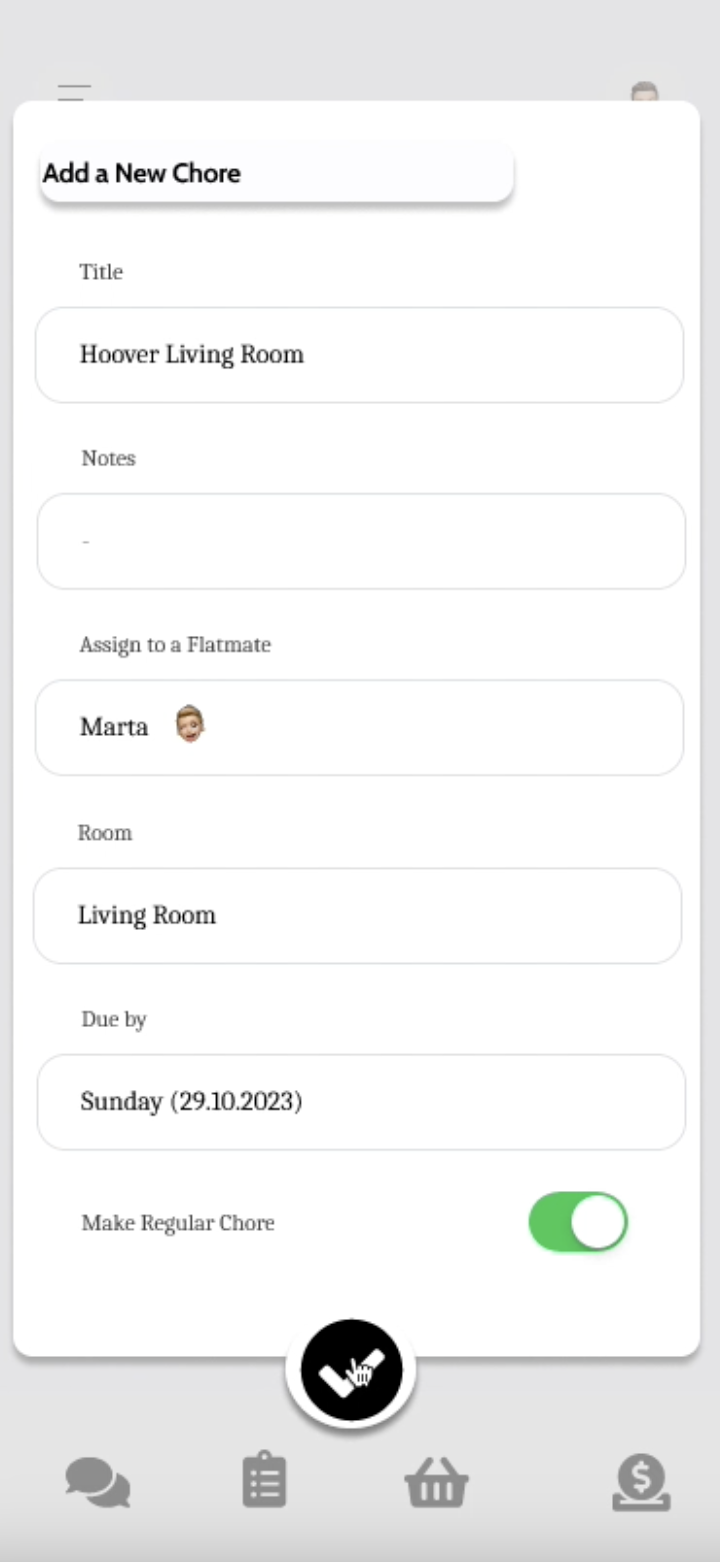 Add a New Chore
Title
Hoover Living Room
Notes
-
Assign to a Flatmate
Marta
Room
Living Room
Due by
Sunday (29.10.2023)
Make Regular Chore
$